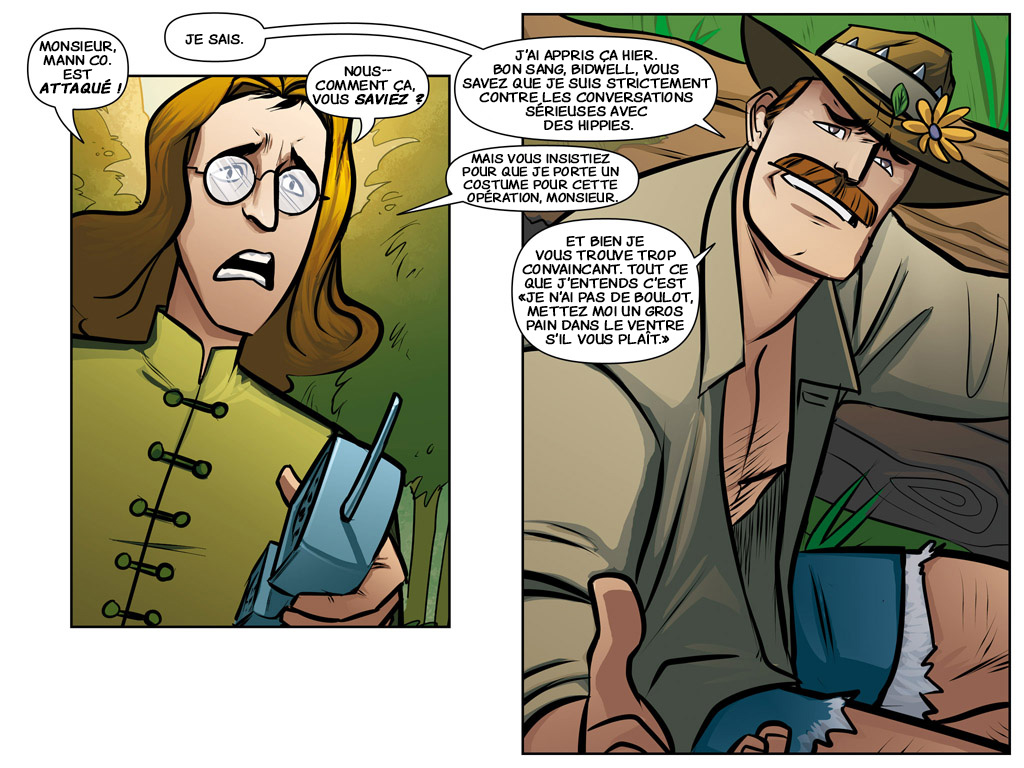 MONSIEUR,
MANN CO.
EST
ATTAQUÉ !
JE SAIS.
NOUS--
COMMENT ÇA,
VOUS SAVIEZ ?
J'AI APPRIS ÇA HIER.
BON SANG, BIDWELL, VOUS
SAVEZ QUE JE SUIS STRICTEMENT
CONTRE LES CONVERSATIONS
SÉRIEUSES AVEC
DES HIPPIES.
MAIS VOUS INSISTIEZ
POUR QUE JE PORTE UN
COSTUME POUR CETTE
OPÉRATION, MONSIEUR.
ET BIEN JE
VOUS TROUVE TROP
CONVAINCANT. TOUT CE
QUE J'ENTENDS C'EST
«JE N'AI PAS DE BOULOT,
METTEZ MOI UN GROS
PAIN DANS LE VENTRE
S'IL VOUS PLAÎT.»